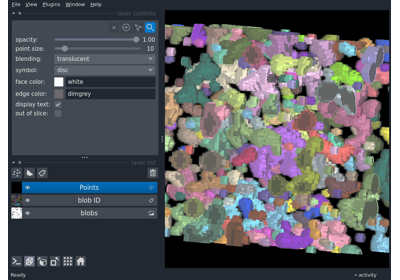 File View Plugins Window Help
layer controls
opacity: 1.00
point size: 10
blending: translucent
symbol: disc
face color: white
edge color: dimgrey
display text:
out of slice:
layer list
Points
blob ID
blobs
Ready
activity